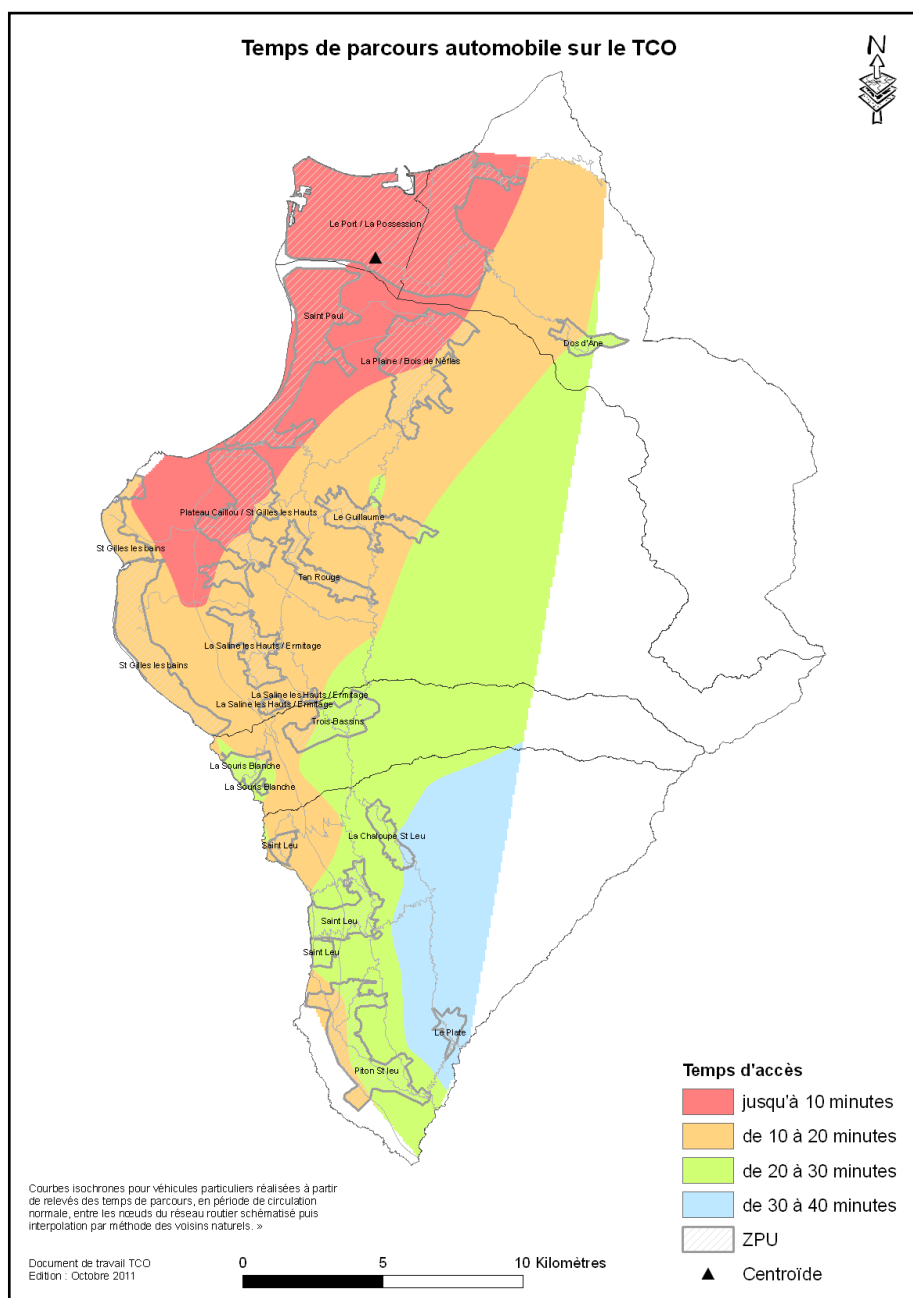 Temps de parcours automobile sur le TCO
N
Le Port / La Possession
Saint Paul
Dos d'Ane
La Plaine / Bois de Nèfles
Plateau Caillou / St Gilles les Hauts
Le Guillaume
St Gilles les bains
Tan Rouge
La Saline les Hauts / Ermitage
St Gilles les bains
La Saline les Hauts / Ermitage
La Saline les Hauts / Ermitage
Trois-Bassins
La Souris Blanche
La Souris Blanche
La Chaloupe St Leu
Saint Leu
Saint Leu
Saint Leu
Le Plate
Piton St leu
Temps d'accès
jusqu'à 10 minutes
de 10 à 20 minutes
de 20 à 30 minutes
de 30 à 40 minutes
ZPU
Centroïde
Courbes isochrones pour véhicules particuliers réalisées à partir
de relevés des temps de parcours, en période de circulation
normale, entre les nœuds du réseau routier schématisé puis
interpolation par méthode des voisins naturels. »
Document de travail TCO
Edition : Octobre 2011
0 5 10 Kilomètres